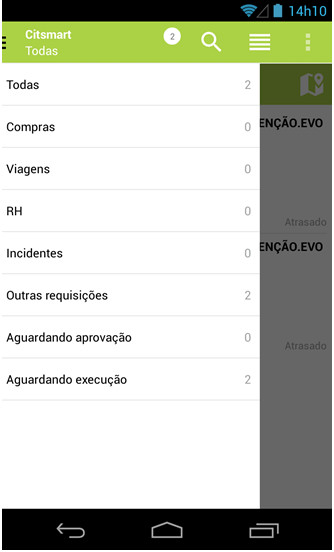 14h10
Citsmart
Todas
2
Todas 2
Compras 0
ENÇÃO.EVO
Viagens 0
RH 0
Atrasado
Incidentes 0
ENÇÃO.EVO
Outras requisições 2
Aguardando aprovação 0
Atrasado
Aguardando execução 2